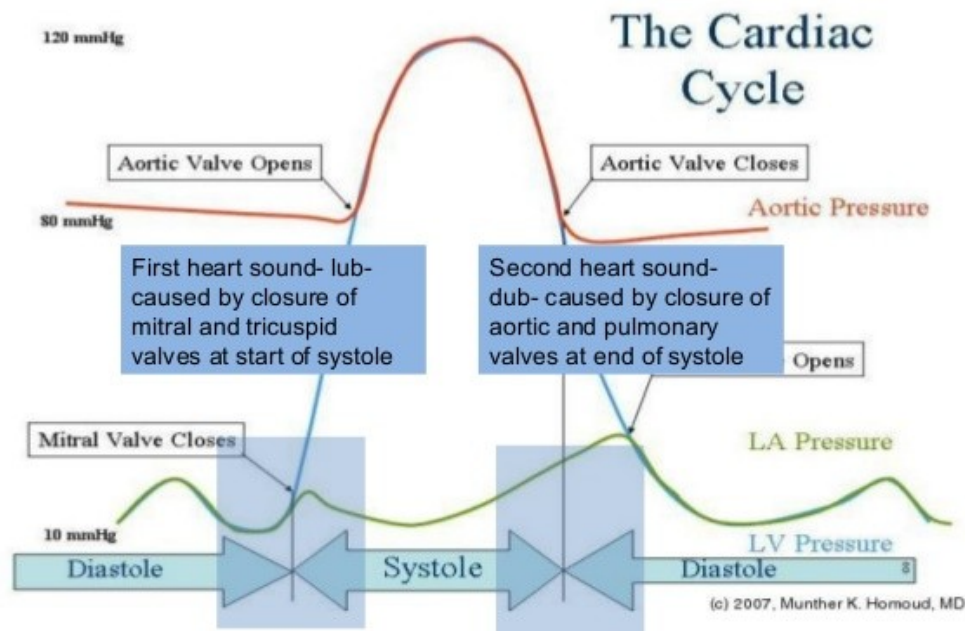 120 mmHg
The Cardiac
Cycle
Aortic Valve Opens
Aortic Valve Closes
80 mmHg
Aortic Pressure
First heart sound- lub-
caused by closure of
mitral and tricuspid
valves at start of systole
Second heart sound-
dub- caused by closure of
aortic and pulmonary
valves at end of systole
Opens
Mitral Valve Closes
LA Pressure
10 mmHg
LV Pressure
Diastole
Systole
Diastole
8
(c) 2007, Munther K. Homoud, MD